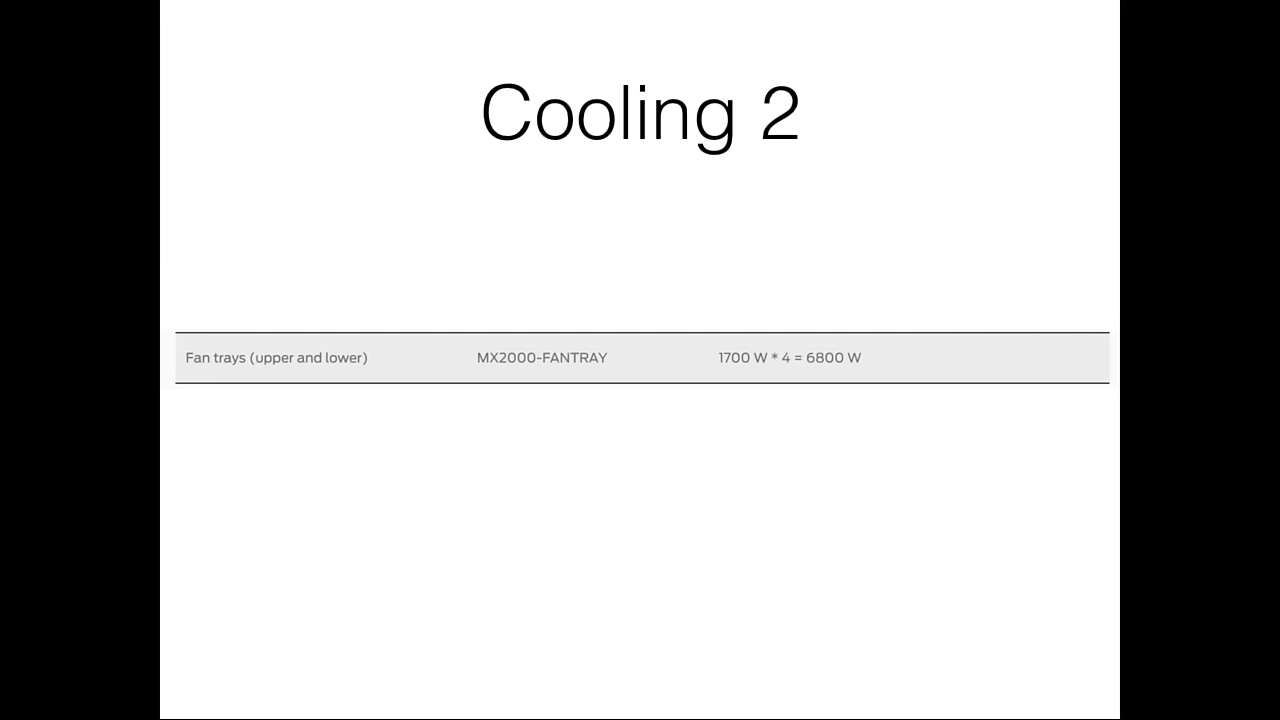 Cooling 2
Fan trays (upper and lower) MX2000-FANTRAY 1700 W * 4 = 6800 W